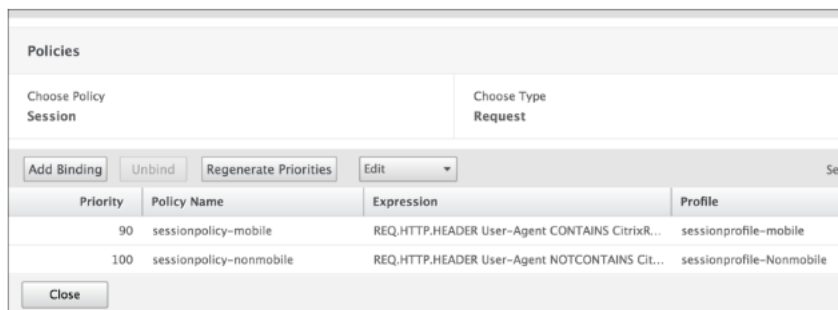 Policies
Choose Policy
Choose Type
Session
Request
Add Binding
Unbind
Regenerate Priorities
Edit
Se
Priority
Policy Name
Expression
Profile
90
sessionpolicy-mobile
REQ.HTTP.HEADER User-Agent CONTAINS CitrixR...
sessionprofile-mobile
100
sessionpolicy-nonmobile
REQ.HTTP.HEADER User-Agent NOTCONTAINS Cit...
sessionprofile-Nonmobile
Close